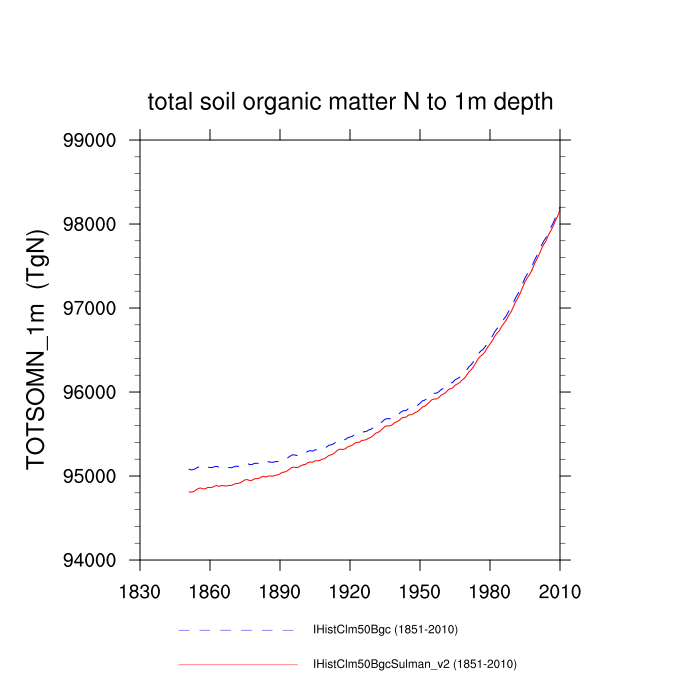 total soil organic matter N to 1m depth
99000
98000
97000
96000
95000
94000
TOTSOMN_1m (TgN)
1830 1860 1890 1920 1950 1980 2010
IHistClm50Bgc (1851-2010)
IHistClm50BgcSulman_v2 (1851-2010)